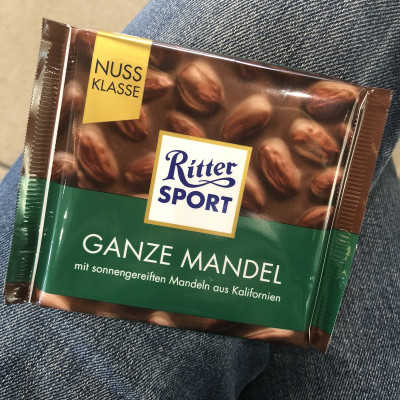 NUSS
KLASSE
Ritter
SPORT
GANZE MANDEL
mit sonnengereiften Mandeln aus Kalifornien